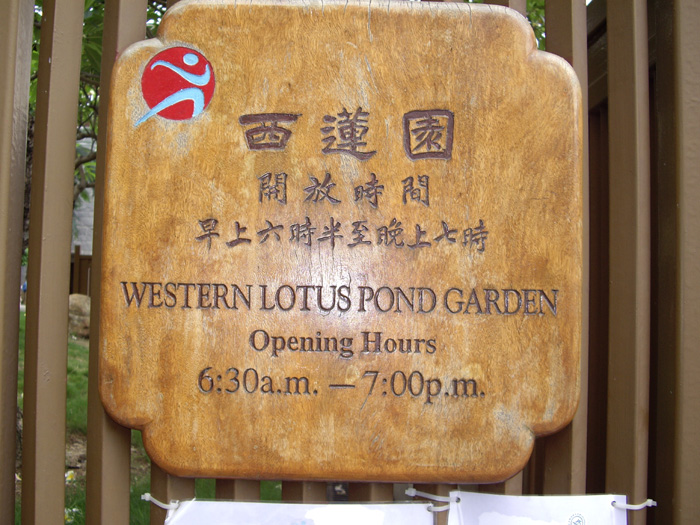 西蓮園
開放時間
早上六時半至晚上七時
WESTERN LOTUS POND GARDEN
Opening Hours
6:30a.m. — 7:00p.m.